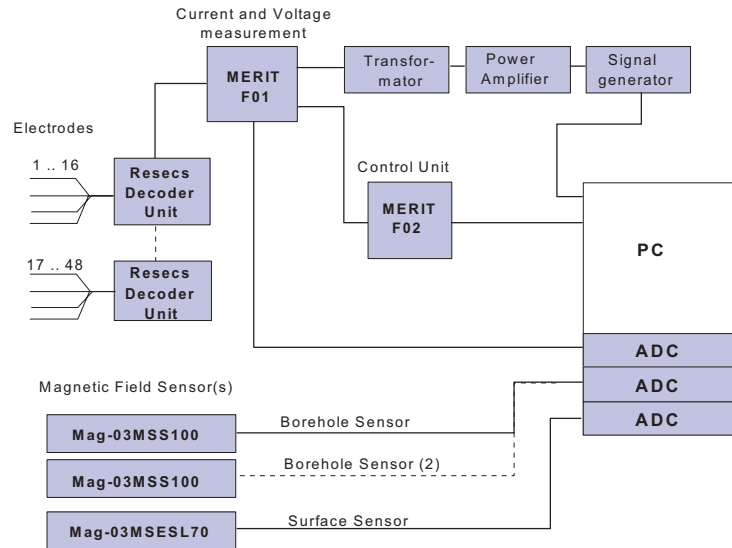 Current and Voltage
measurement
MERIT
F01
Transfor-
mator
Power
Amplifier
Signal
generator
Electrodes
1 .. 16
Resecs
Decoder
Unit
Control Unit
MERIT
F02
PC
17 .. 48
Resecs
Decoder
Unit
ADC
ADC
ADC
Magnetic Field Sensor(s)
Mag-03MSS100
Borehole Sensor
Mag-03MSS100
Borehole Sensor (2)
Mag-03MSESL70
Surface Sensor